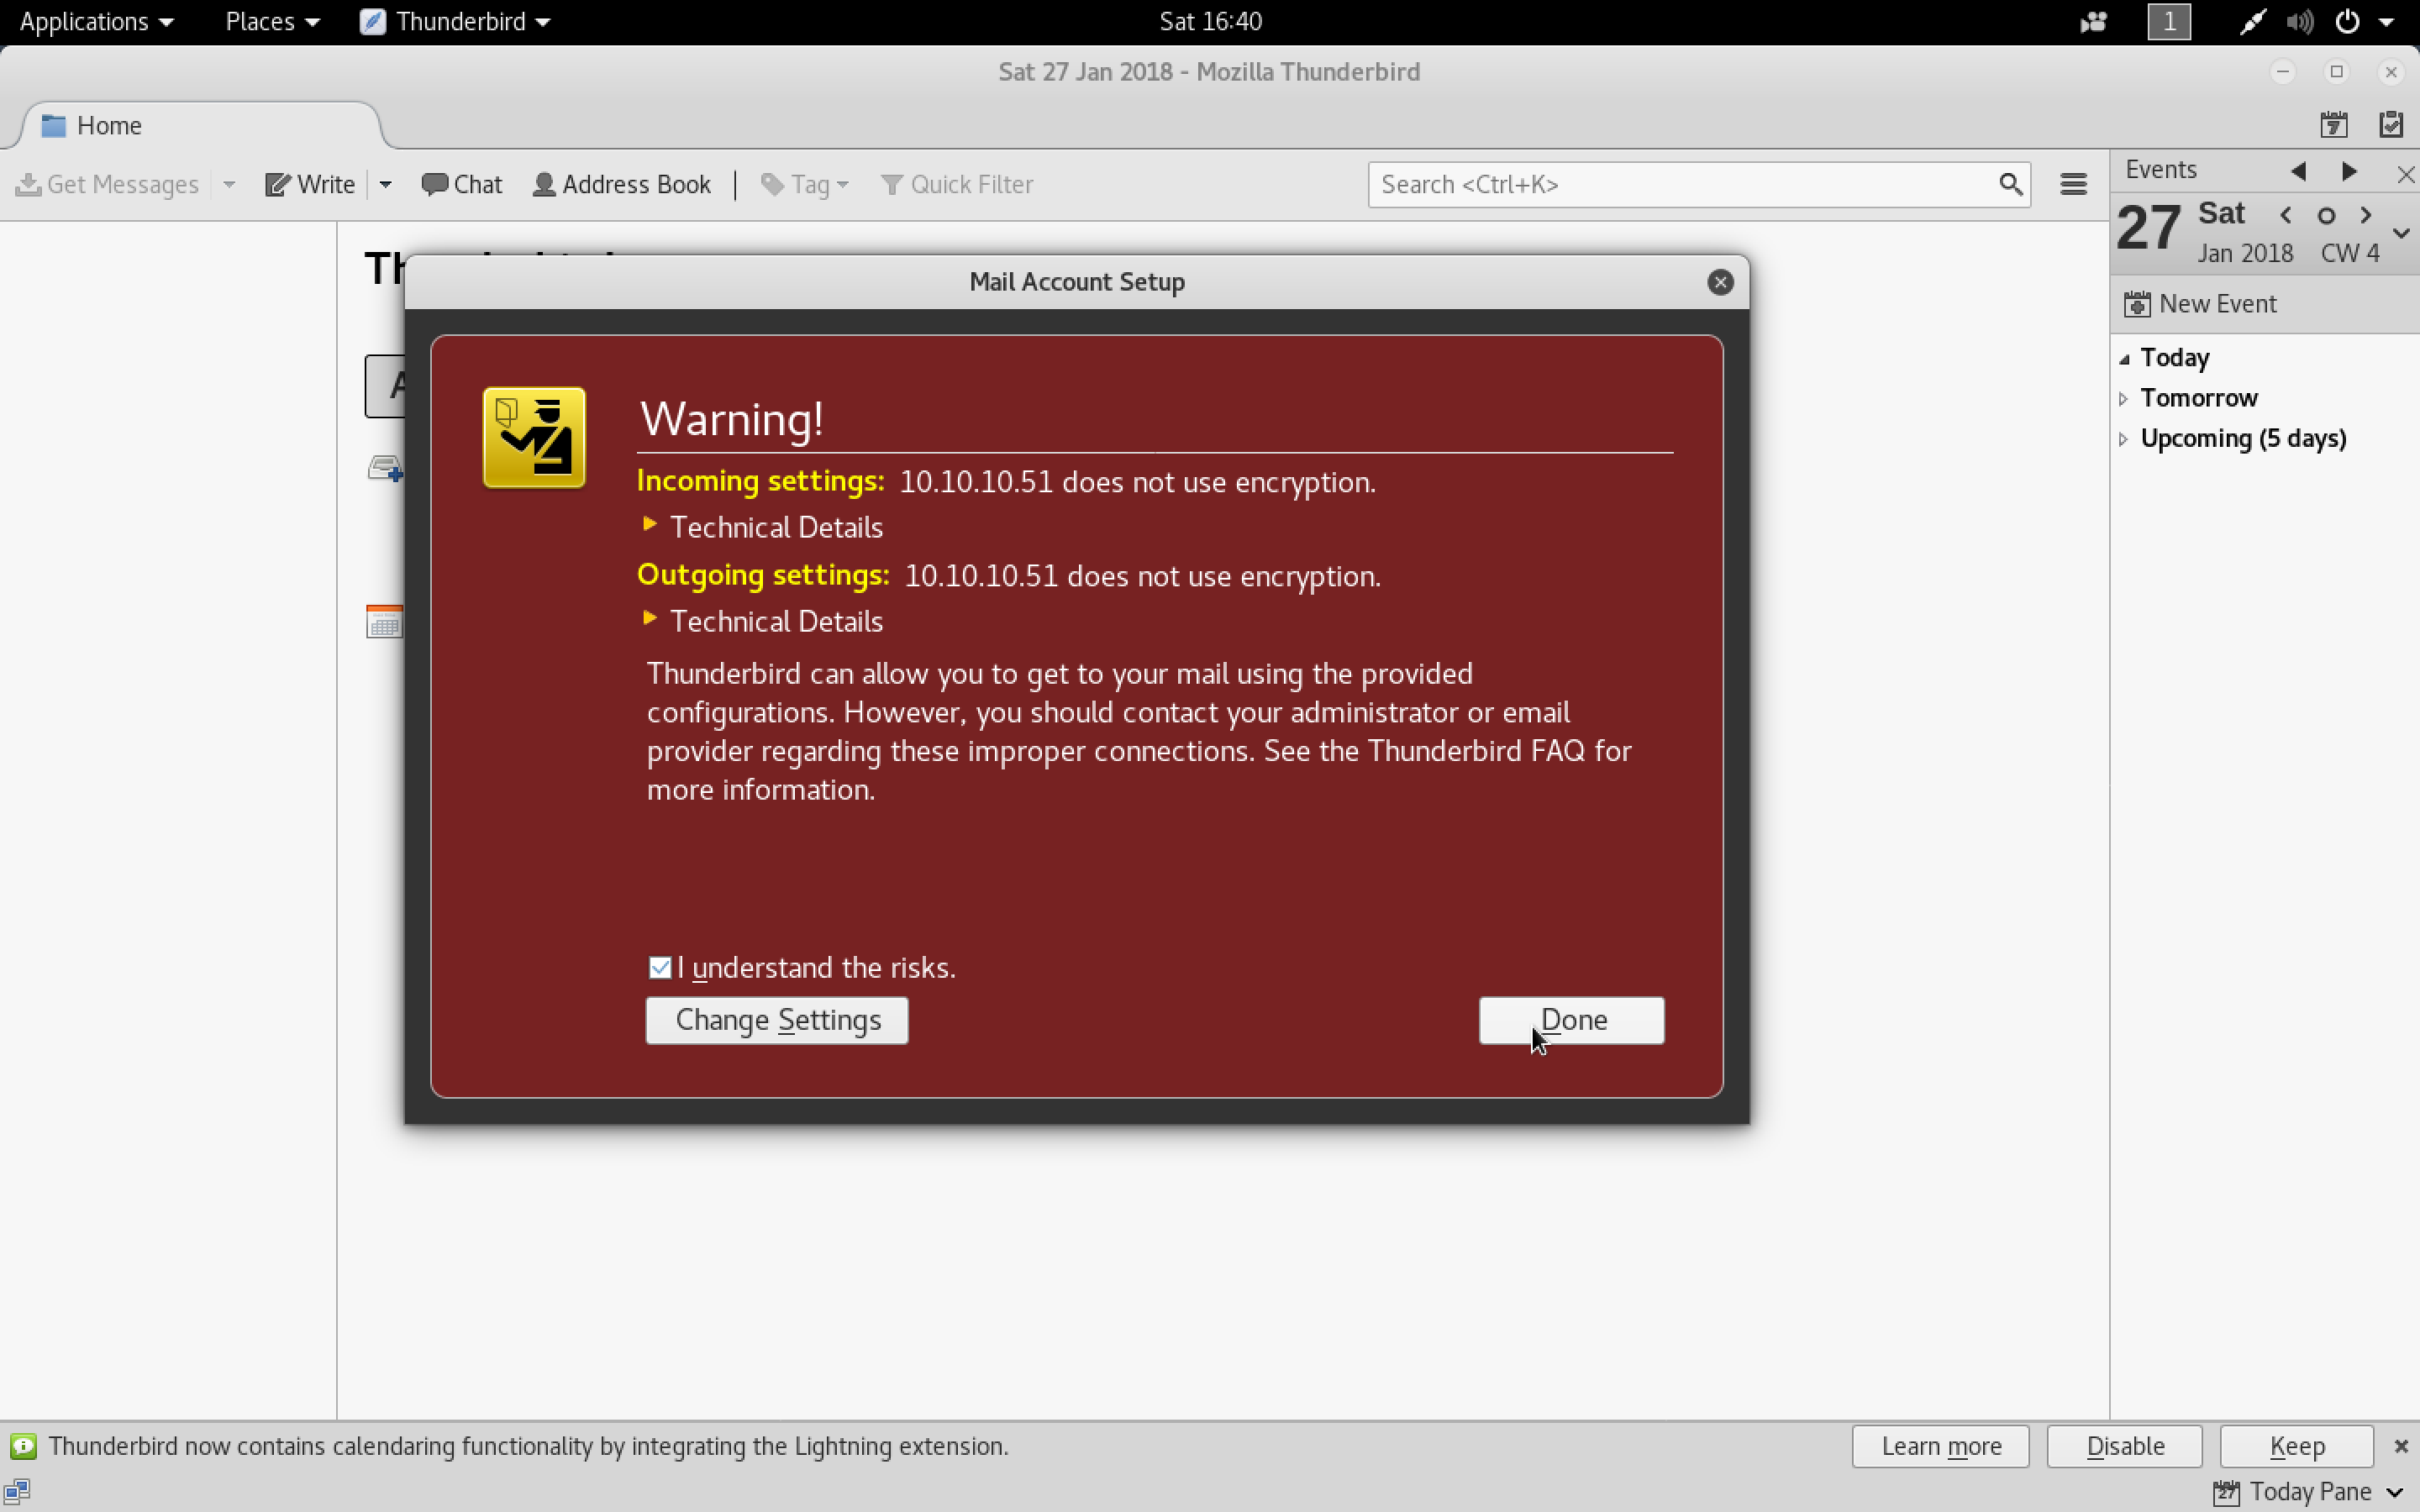 Applications Places Thunderbird Sat 16:40 1
Sat 27 Jan 2018 - Mozilla Thunderbird
Home 7
Get Messages Write Chat Address Book Tag Quick Filter Search <Ctrl+K>
Events
27 Sat
Jan 2018 CW 4
New Event
Today
Tomorrow
Upcoming (5 days)
Mail Account Setup
Warning!
Incoming settings: 10.10.10.51 does not use encryption.
Technical Details
Outgoing settings: 10.10.10.51 does not use encryption.
Technical Details
Thunderbird can allow you to get to your mail using the provided
configurations. However, you should contact your administrator or email
provider regarding these improper connections. See the Thunderbird FAQ for
more information.
I understand the risks.
Change Settings Done
Thunderbird now contains calendaring functionality by integrating the Lightning extension. Learn more Disable Keep
27 Today Pane